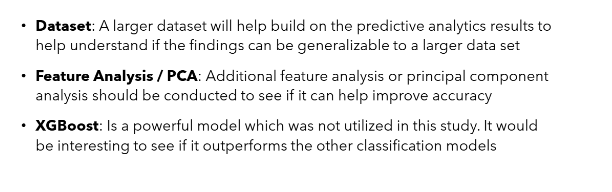 • Dataset: A larger dataset will help build on the predictive analytics results to
help understand if the findings can be generalizable to a larger data set
• Feature Analysis / PCA: Additional feature analysis or principal component
analysis should be conducted to see if it can help improve accuracy
• XGBoost: Is a powerful model which was not utilized in this study. It would
be interesting to see if it outperforms the other classification models